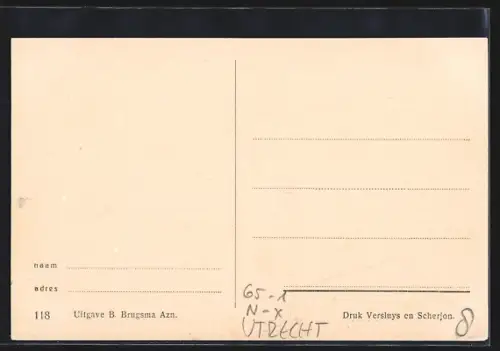 naam
adres
118 Uitgave B. Brugsma Azn.
65-1
N-X
UTRECHT
Druk Versluys en Scherjon.
8